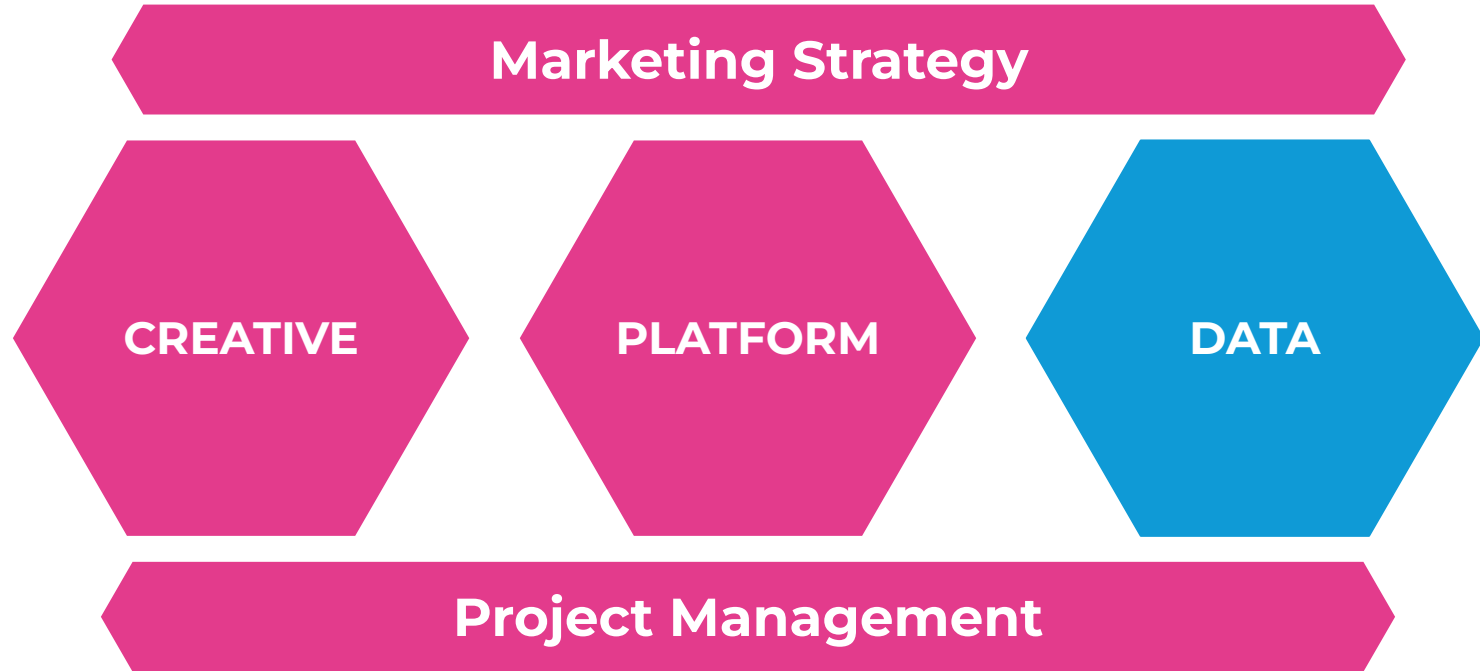 Marketing Strategy
CREATIVE
PLATFORM
DATA
Project Management